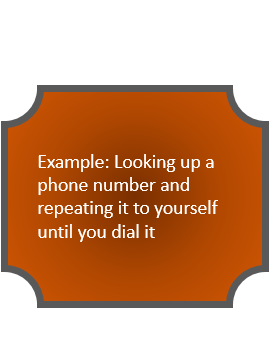 Example: Looking up a
phone number and
repeating it to yourself
until you dial it